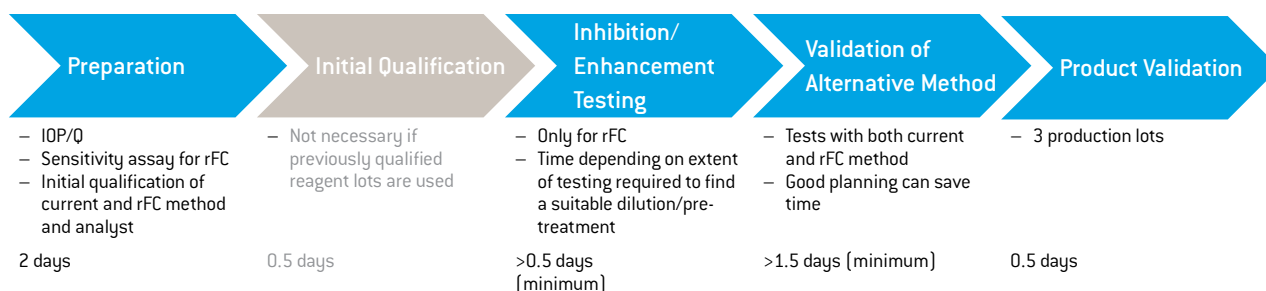 Preparation
Initial Qualification
Inhibition/
Enhancement
Testing
Validation of
Alternative Method
Product Validation
– IOP/Q
– Sensitivity assay for rFC
– Initial qualification of
current and rFC method
and analyst
2 days
– Not necessary if
previously qualified
reagent lots are used
0.5 days
– Only for rFC
– Time depending on extent
of testing required to find
a suitable dilution/pre-
treatment
>0.5 days
(minimum)
– Tests with both current
and rFC method
– Good planning can save
time
>1.5 days (minimum)
– 3 production lots
0.5 days